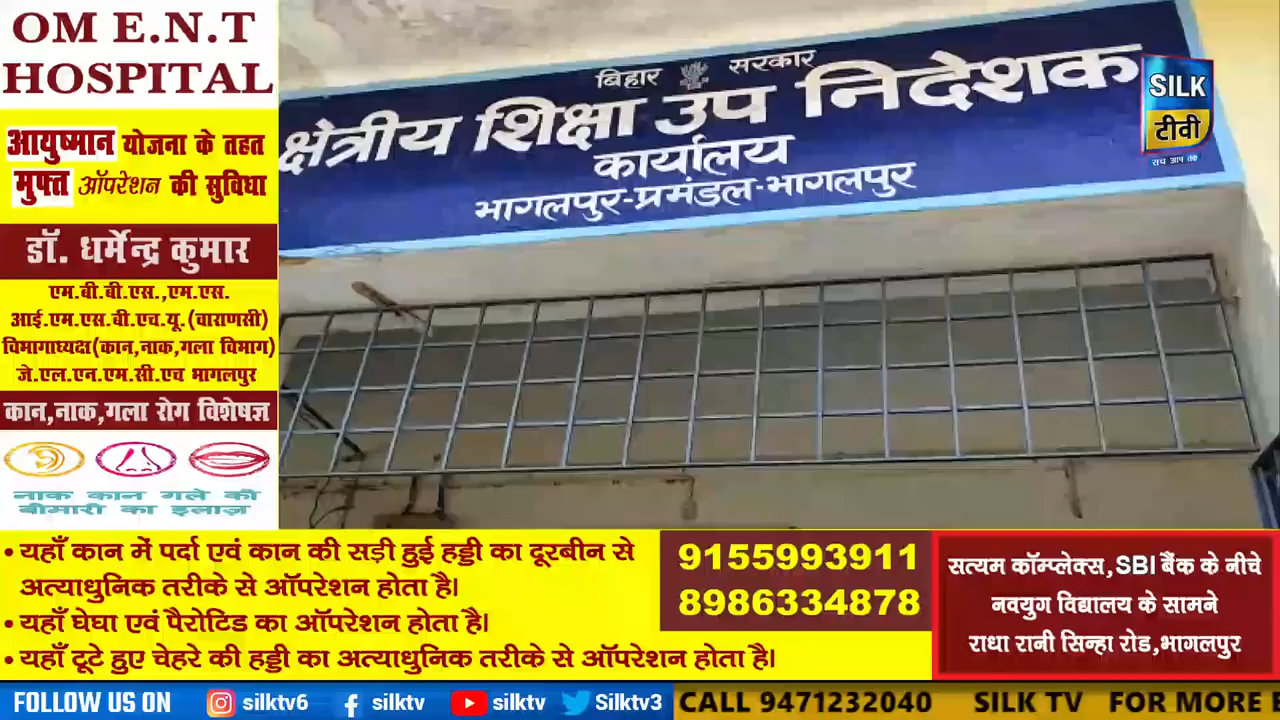 OM E.N.T
HOSPITAL
आयुष्मान योजना के तहत
मुफ्त ऑपरेशन की सुविधा
डॉ. धर्मेन्द्र कुमार
एम.बी.बी.एस.,एम.एस.
आई.एम.एस.बी.एच.यू.(वाराणसी)
विभागाध्यक्ष(कान,नाक,गला विभाग)
जे.एल.एन.एम.सी.एच भागलपुर
कान,नाक,गला रोग विशेषज्ञ
नाक कान गले की
बीमारी का इलाज़
बिहार सरकार
क्षेत्रीय शिक्षा उप निदेशक
कार्यालय
भागलपुर-प्रमंडल-भागलपुर
SILK
टीवी
सच आप तक
• यहाँ कान में पर्दा एवं कान की सड़ी हुई हड्डी का दूरबीन से
अत्याधुनिक तरीके से ऑपरेशन होता है।
• यहाँ घेघा एवं पैरोटिड का ऑपरेशन होता है।
• यहाँ टूटे हुए चेहरे की हड्डी का अत्याधुनिक तरीके से ऑपरेशन होता है।
9155993911
8986334878
सत्यम कॉम्प्लेक्स,SBI बैंक के नीचे
नवयुग विद्यालय के सामने
राधा रानी सिन्हा रोड,भागलपुर
FOLLOW US ON silktv6 silktv silktv Silktv3 CALL 9471232040 SILK TV FOR MORE